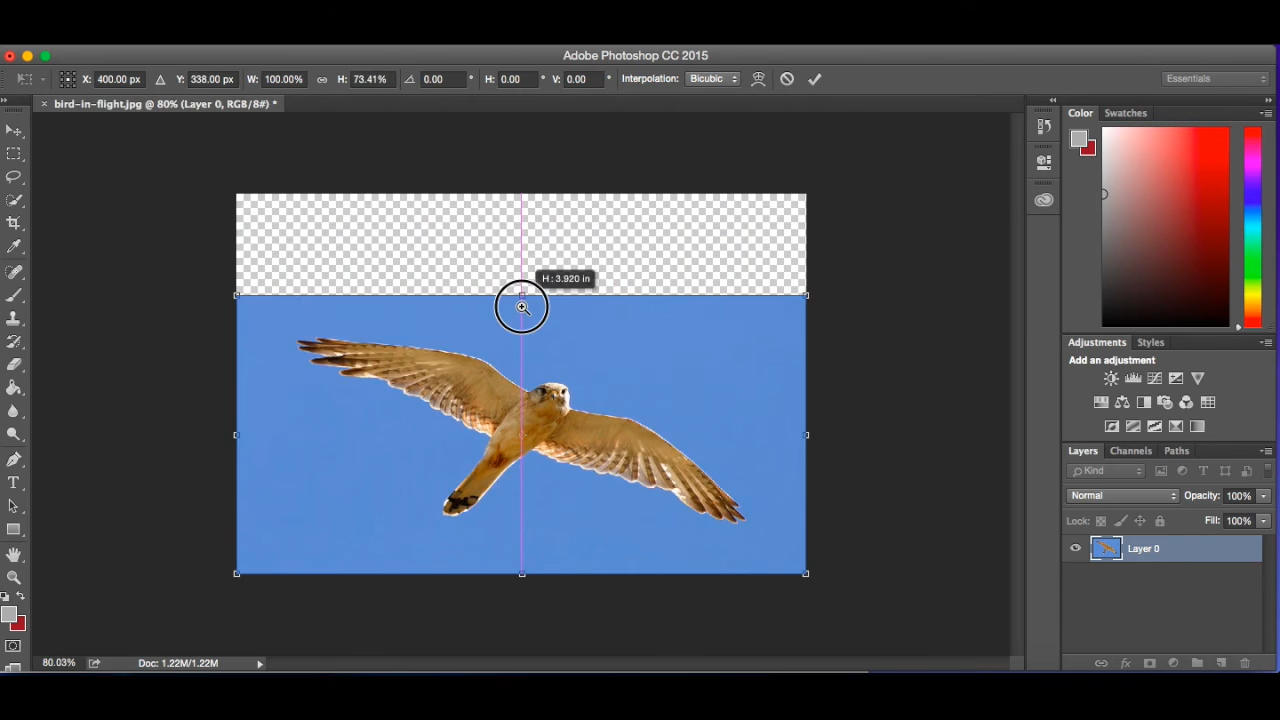 Adobe Photoshop CC 2015
X: 400.00 px Y: 338.00 px W: 100.00% H: 73.41% 0.00 ° H: 0.00 ° V: 0.00 ° Interpolation: Bicubic Essentials
× bird-in-flight.jpg @ 80% (Layer 0, RGB/8#) *
Color Swatches
H: 3.920 in
Adjustments Styles
Add an adjustment
Layers Channels Paths
Kind
Normal Opacity: 100%
Lock: Fill: 100%
Layer 0
80.03% Doc: 1.22M/1.22M